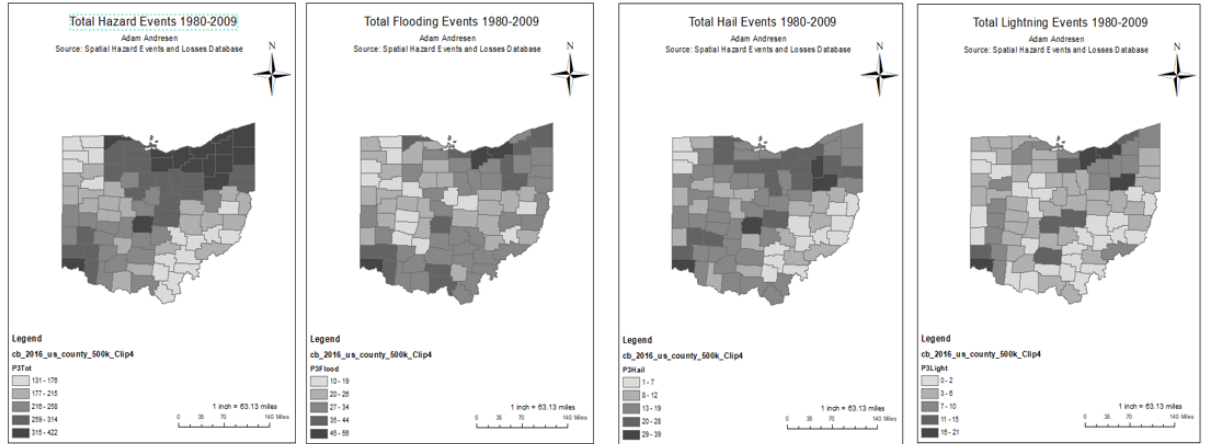 Total Hazard Events 1980-2009
Adam Andresen
Source: Spatial Hazard Events and Losses Database
N
Legend
cb_2016_us_county_500k_Clip4
P3Tot
131 - 176
177 - 215
216 - 258
259 - 314
315 - 422
1 inch = 63.13 miles
0 35 70 140 Miles
Total Flooding Events 1980-2009
Adam Andresen
Source: Spatial Hazard Events and Losses Database
N
Legend
cb_2016_us_county_500k_Clip4
P3Flood
10 - 19
20 - 26
27 - 34
35 - 44
45 - 56
1 inch = 63.13 miles
0 35 70 140 Miles
Total Hail Events 1980-2009
Adam Andresen
Source: Spatial Hazard Events and Losses Database
N
Legend
cb_2016_us_county_500k_Clip4
P3Hail
1 - 7
8 - 12
13 - 19
20 - 28
29 - 39
1 inch = 63.13 miles
0 35 70 140 Miles
Total Lightning Events 1980-2009
Adam Andresen
Source: Spatial Hazard Events and Losses Database
N
Legend
cb_2016_us_county_500k_Clip4
P3Light
0 - 2
3 - 6
7 - 10
11 - 15
16 - 21
1 inch = 63.13 miles
0 35 70 140 Miles